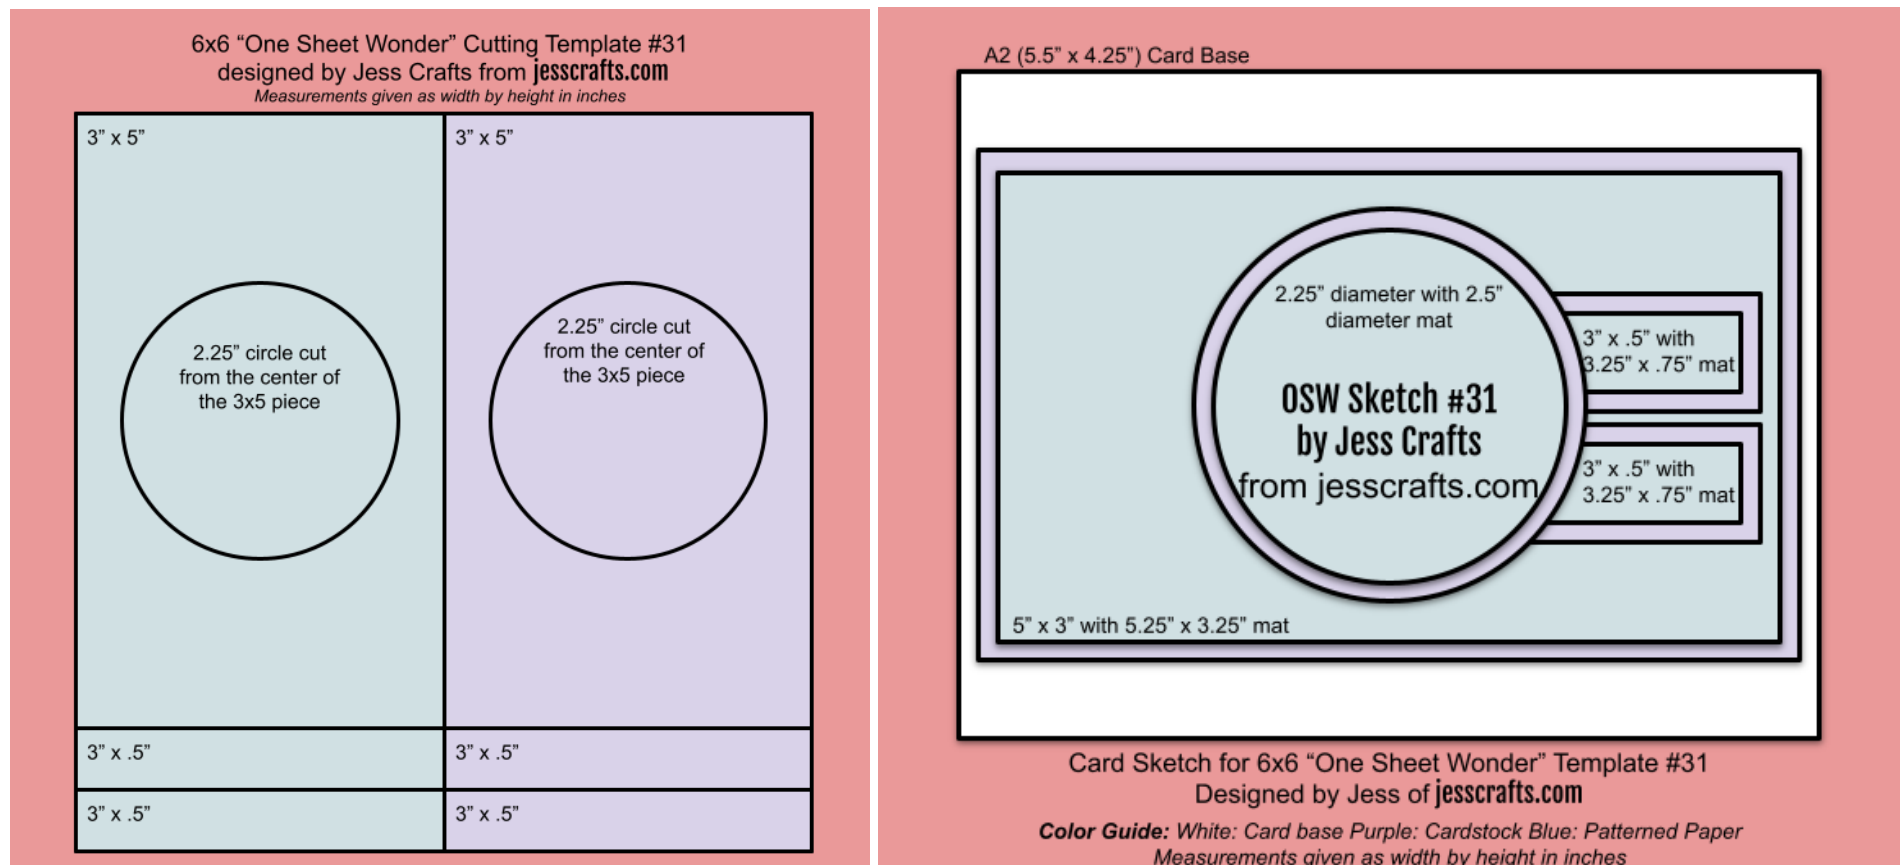 6x6 “One Sheet Wonder” Cutting Template #31
designed by Jess Crafts from jesscrafts.com
Measurements given as width by height in inches
3” x 5”
3” x 5”
2.25” circle cut
from the center of
the 3x5 piece
2.25” circle cut
from the center of
the 3x5 piece
3” x .5”
3” x .5”
3” x .5”
3” x .5”
A2 (5.5” x 4.25”) Card Base
2.25” diameter with 2.5”
diameter mat
OSW Sketch #31
by Jess Crafts
from jesscrafts.com
3” x .5” with
3.25” x .75” mat
3” x .5” with
3.25” x .75” mat
5” x 3” with 5.25” x 3.25” mat
Card Sketch for 6x6 “One Sheet Wonder” Template #31
Designed by Jess of jesscrafts.com
Color Guide: White: Card base Purple: Cardstock Blue: Patterned Paper
Measurements given as width by height in inches